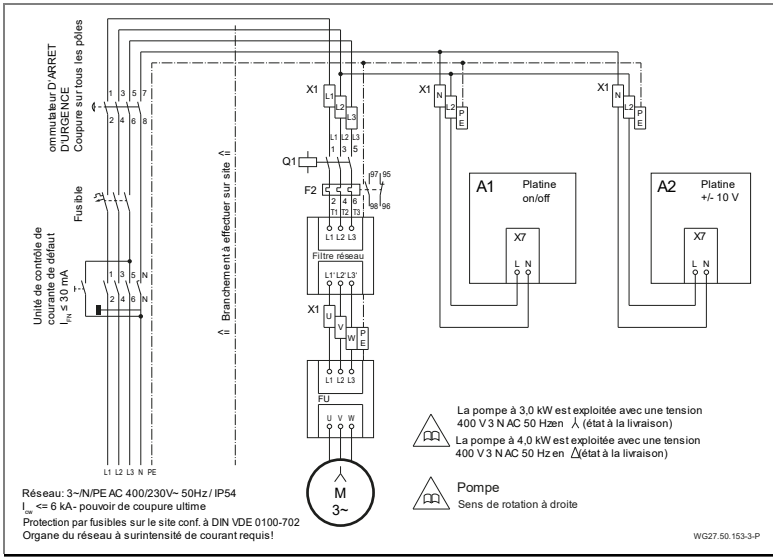 ommutateur D'ARRET
D'URGENCE
Coupure sur tous les pôles
1 3 5 7
2 4 6 8
Fusible
Unité de contrôle de
courante de défaut
I FN ≤ 30 mA
1 3 5 N
2 4 6 N
L1 L2 L3 N PE
îî Branchement à effectuer sur site îî
X1
L1
L2
L3
L1 L2 L3
1 3 5
Q1
F2
97 95
98 96
2 4 6
T1 T2 T3
L1 L2 L3
Filtre réseau
L1' L2' L3'
X1
U
V
W
P
E
L1 L2 L3
FU
U V W
M
3~
X1
N
L2
P
E
A1
Platine
on/off
X7
L N
X1
N
L2
P
E
A2
Platine
+/- 10 V
X7
L N
La pompe à 3,0 kW est exploitée avec une tension
400 V 3 N AC 50 Hzen ⅄ (état à la livraison)
La pompe à 4,0 kW est exploitée avec une tension
400 V 3 N AC 50 Hz en Δ(état à la livraison)
Pompe
Sens de rotation à droite
Réseau: 3~/N/PE AC 400/230V~ 50Hz / IP54
I cw <= 6 kA- pouvoir de coupure ultime
Protection par fusibles sur le site conf. à DIN VDE 0100-702
Organe du réseau à surintensité de courant requis!
WG27.50.153-3-P